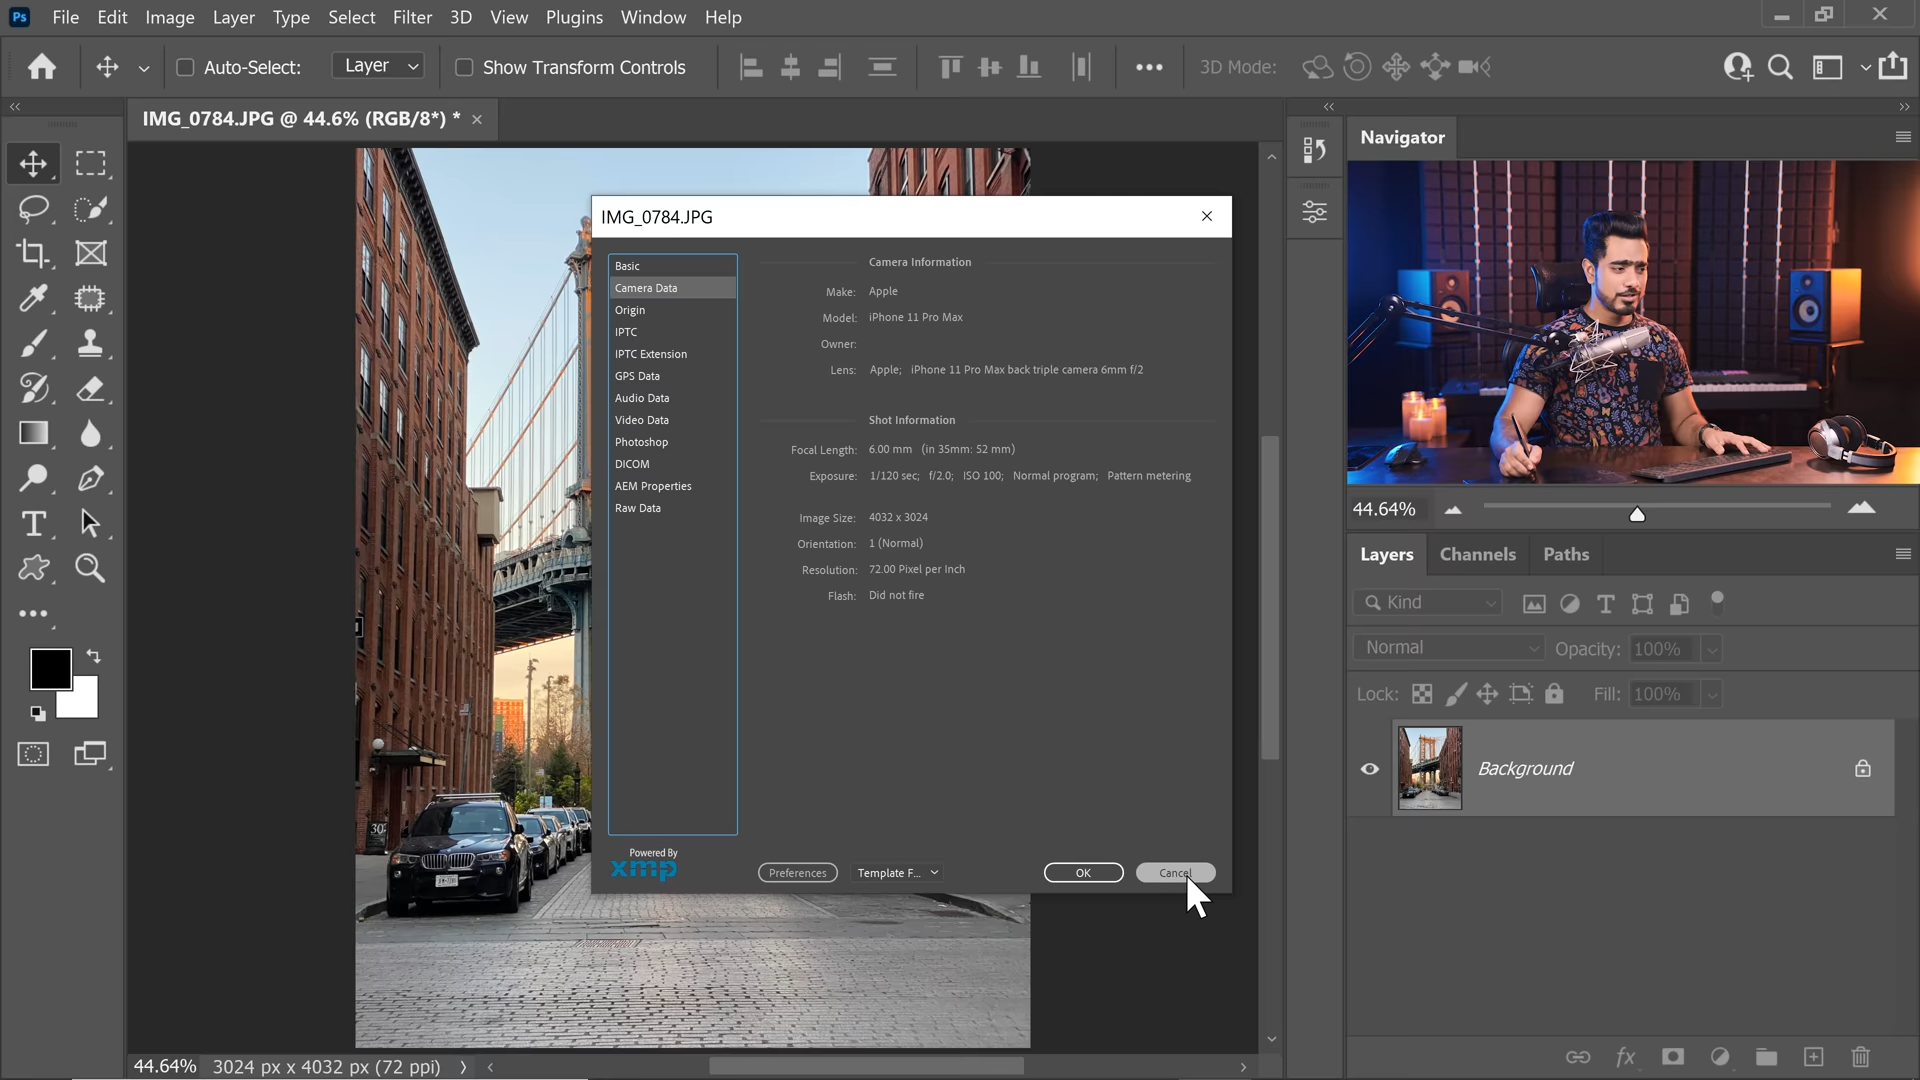 Ps File Edit Image Layer Type Select Filter 3D View Plugins Window Help
Auto-Select: Layer Show Transform Controls 3D Mode:
IMG_0784.JPG @ 44.6% (RGB/8*) *
IMG_0784.JPG
Basic
Camera Data
Origin
IPTC
IPTC Extension
GPS Data
Audio Data
Video Data
Photoshop
DICOM
AEM Properties
Raw Data
Camera Information
Make: Apple
Model: iPhone 11 Pro Max
Owner:
Lens: Apple; iPhone 11 Pro Max back triple camera 6mm f/2
Shot Information
Focal Length: 6.00 mm (in 35mm: 52 mm)
Exposure: 1/120 sec; f/2.0; ISO 100; Normal program; Pattern metering
Image Size: 4032 x 3024
Orientation: 1 (Normal)
Resolution: 72.00 Pixel per Inch
Flash: Did not fire
Powered By
xmp
Preferences Template F... OK Cancel
30
Navigator
44.64%
Layers Channels Paths
Kind
Normal Opacity: 100%
Lock: Fill: 100%
Background
fx
44.64% 3024 px x 4032 px (72 ppi)